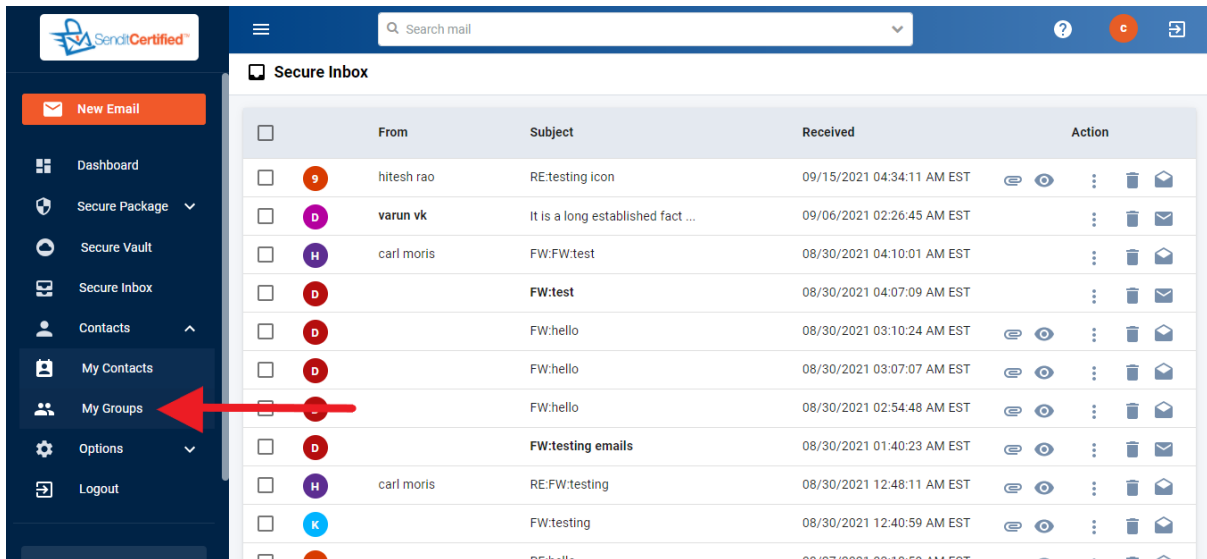 SenditCertified™
Search mail
c
Secure Inbox
New Email
Dashboard
Secure Package
Secure Vault
Secure Inbox
Contacts
My Contacts
My Groups
Options
Logout
From Subject Received Action
9 hitesh rao RE:testing icon 09/15/2021 04:34:11 AM EST
D varun vk It is a long established fact ... 09/06/2021 02:26:45 AM EST
H carl moris FW:FW:test 08/30/2021 04:10:01 AM EST
D FW:test 08/30/2021 04:07:09 AM EST
D FW:hello 08/30/2021 03:10:24 AM EST
D FW:hello 08/30/2021 03:07:07 AM EST
FW:hello 08/30/2021 02:54:48 AM EST
D FW:testing emails 08/30/2021 01:40:23 AM EST
H carl moris RE:FW:testing 08/30/2021 12:48:11 AM EST
K FW:testing 08/30/2021 12:40:59 AM EST